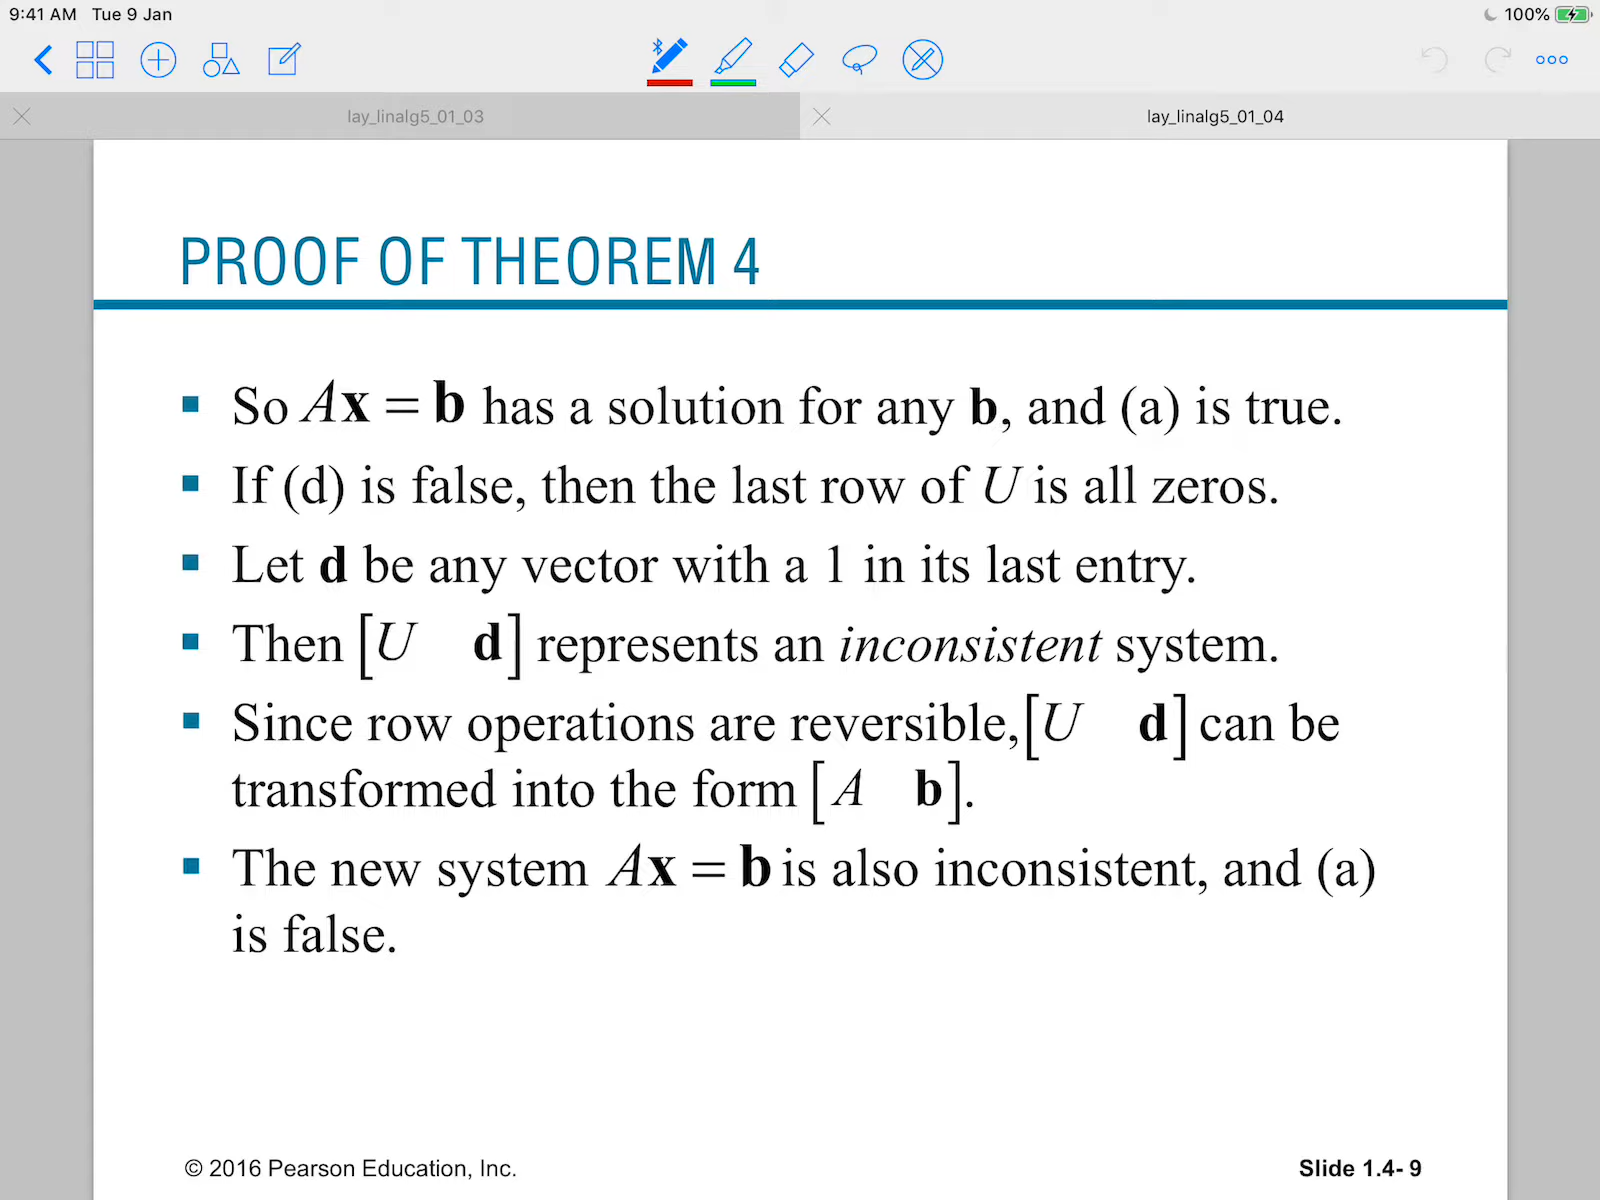 9:41 AM Tue 9 Jan 100%
lay_linalg5_01_03 lay_linalg5_01_04
PROOF OF THEOREM 4
▪ So Ax = b has a solution for any b, and (a) is true.
▪ If (d) is false, then the last row of U is all zeros.
▪ Let d be any vector with a 1 in its last entry.
▪ Then [U d] represents an inconsistent system.
▪ Since row operations are reversible, [U d] can be
transformed into the form [A b].
▪ The new system Ax = b is also inconsistent, and (a)
is false.
© 2016 Pearson Education, Inc. Slide 1.4- 9